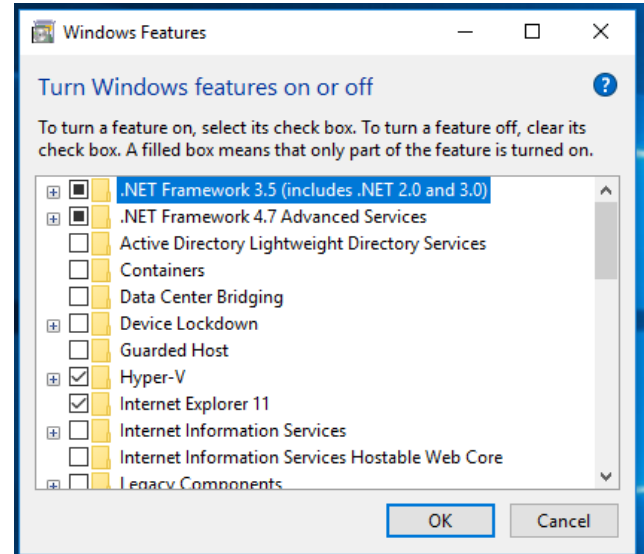 Windows Features
Turn Windows features on or off
To turn a feature on, select its check box. To turn a feature off, clear its
check box. A filled box means that only part of the feature is turned on.
.NET Framework 3.5 (includes .NET 2.0 and 3.0)
.NET Framework 4.7 Advanced Services
Active Directory Lightweight Directory Services
Containers
Data Center Bridging
Device Lockdown
Guarded Host
Hyper-V
Internet Explorer 11
Internet Information Services
Internet Information Services Hostable Web Core
Legacy Components
OK
Cancel